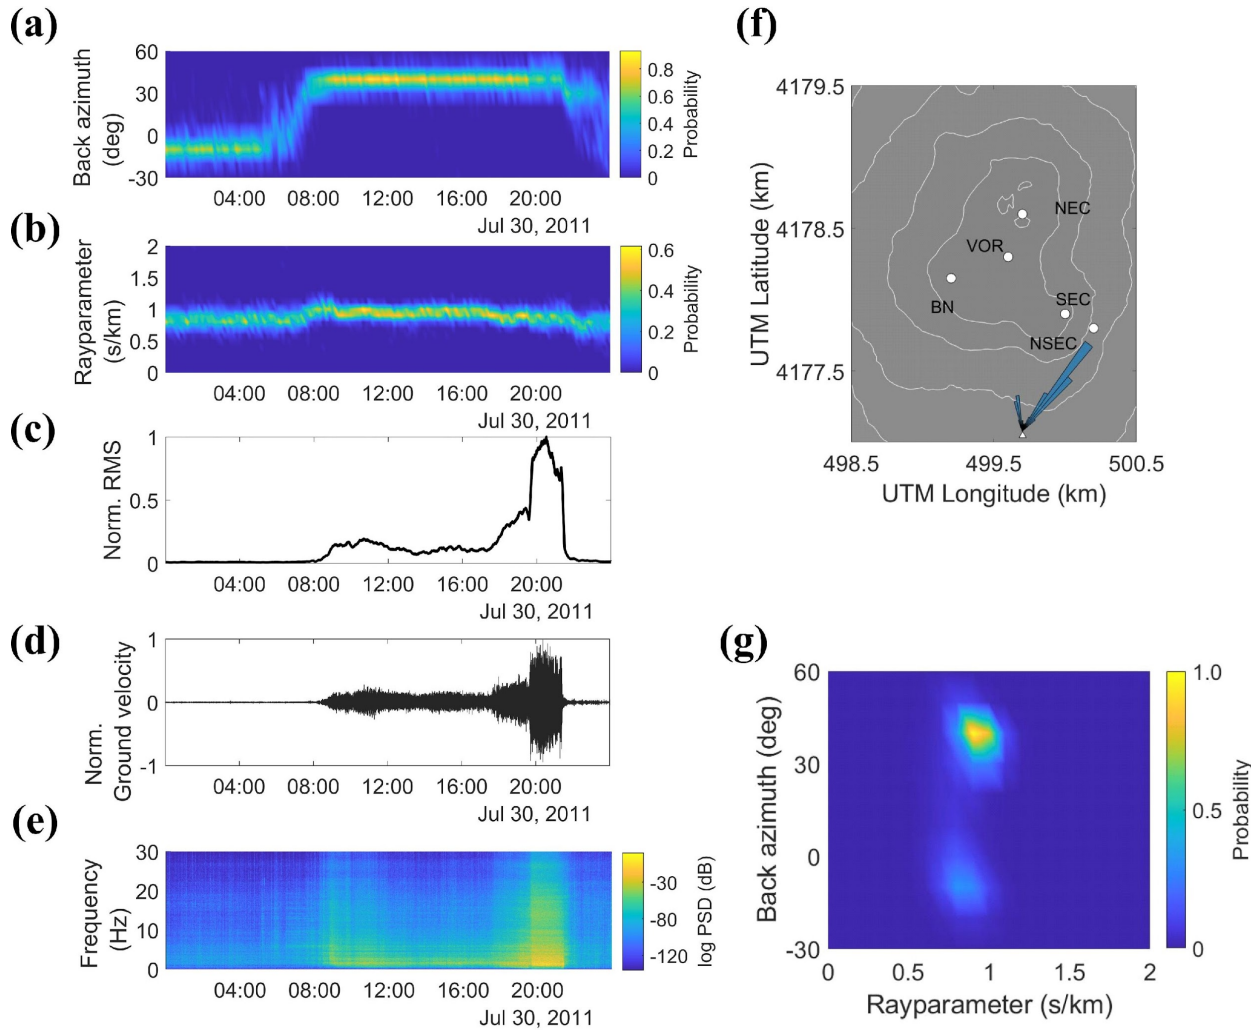 (a)
60
30
0
-30
Back azimuth
(deg)
04:00 08:00 12:00 16:00 20:00
Jul 30, 2011
0.8
0.6
0.4
0.2
0
Probability
(b)
2
1.5
1
0.5
0
Rayparameter
(s/km)
04:00 08:00 12:00 16:00 20:00
Jul 30, 2011
0.6
0.4
0.2
0
Probability
(c)
1
0.5
0
Norm. RMS
04:00 08:00 12:00 16:00 20:00
Jul 30, 2011
(d)
1
0
-1
Norm.
Ground velocity
04:00 08:00 12:00 16:00 20:00
Jul 30, 2011
(e)
30
20
10
0
Frequency
(Hz)
04:00 08:00 12:00 16:00 20:00
Jul 30, 2011
-30
-80
-120
log PSD (dB)
(f)
4179.5
4178.5
4177.5
UTM Latitude (km)
NEC
VOR
BN
SEC
NSEC
498.5 499.5 500.5
UTM Longitude (km)
(g)
60
30
0
-30
Back azimuth (deg)
0 0.5 1 1.5 2
Rayparameter (s/km)
1.0
0.5
0
Probability